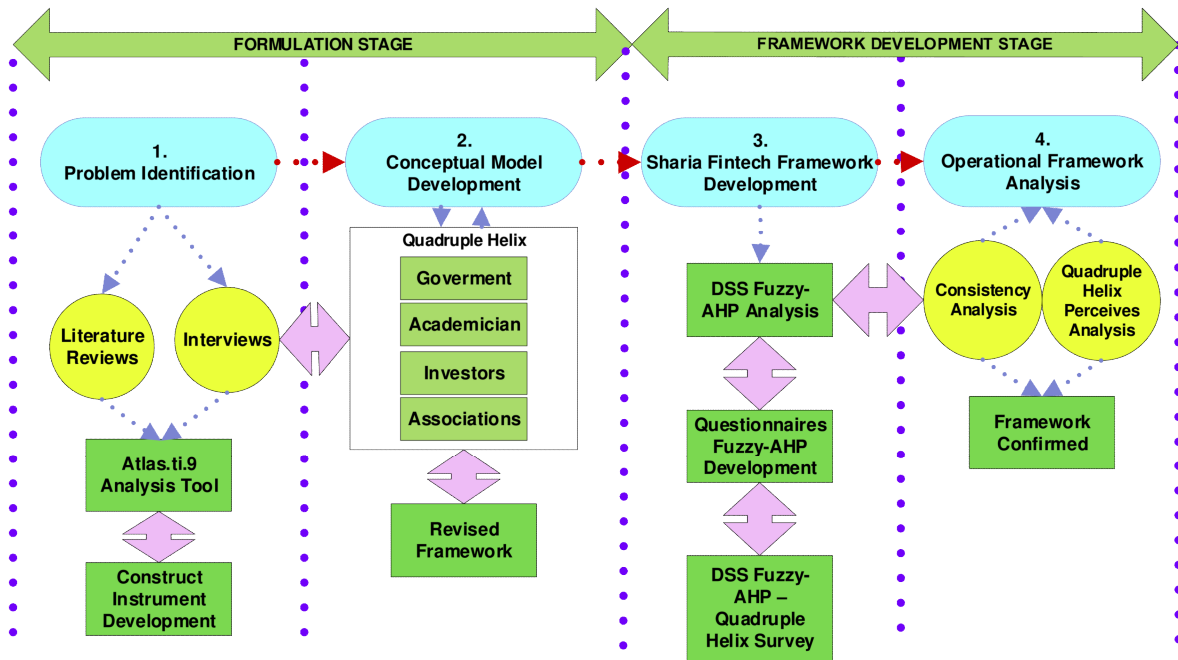 FORMULATION STAGE
FRAMEWORK DEVELOPMENT STAGE
1.
Problem Identification
2.
Conceptual Model
Development
3.
Sharia Fintech Framework
Development
4.
Operational Framework
Analysis
Literature
Reviews
Interviews
Atlas.ti.9
Analysis Tool
Construct
Instrument
Development
Quadruple Helix
Goverment
Academician
Investors
Associations
Revised
Framework
DSS Fuzzy-
AHP Analysis
Questionnaires
Fuzzy-AHP
Development
DSS Fuzzy-
AHP –
Quadruple
Helix Survey
Consistency
Analysis
Quadruple
Helix
Perceives
Analysis
Framework
Confirmed